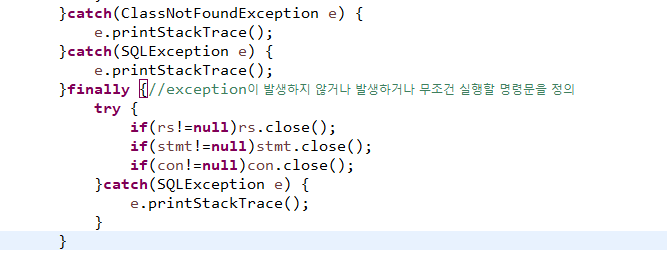 }catch(ClassNotFoundException e) {
e.printStackTrace();
}catch(SQLException e) {
e.printStackTrace();
}finally {//exception이 발생하지 않거나 발생하거나 무조건 실행할 명령문을 정의
try {
if(rs!=null)rs.close();
if(stmt!=null)stmt.close();
if(con!=null)con.close();
}catch(SQLException e) {
e.printStackTrace();
}
}